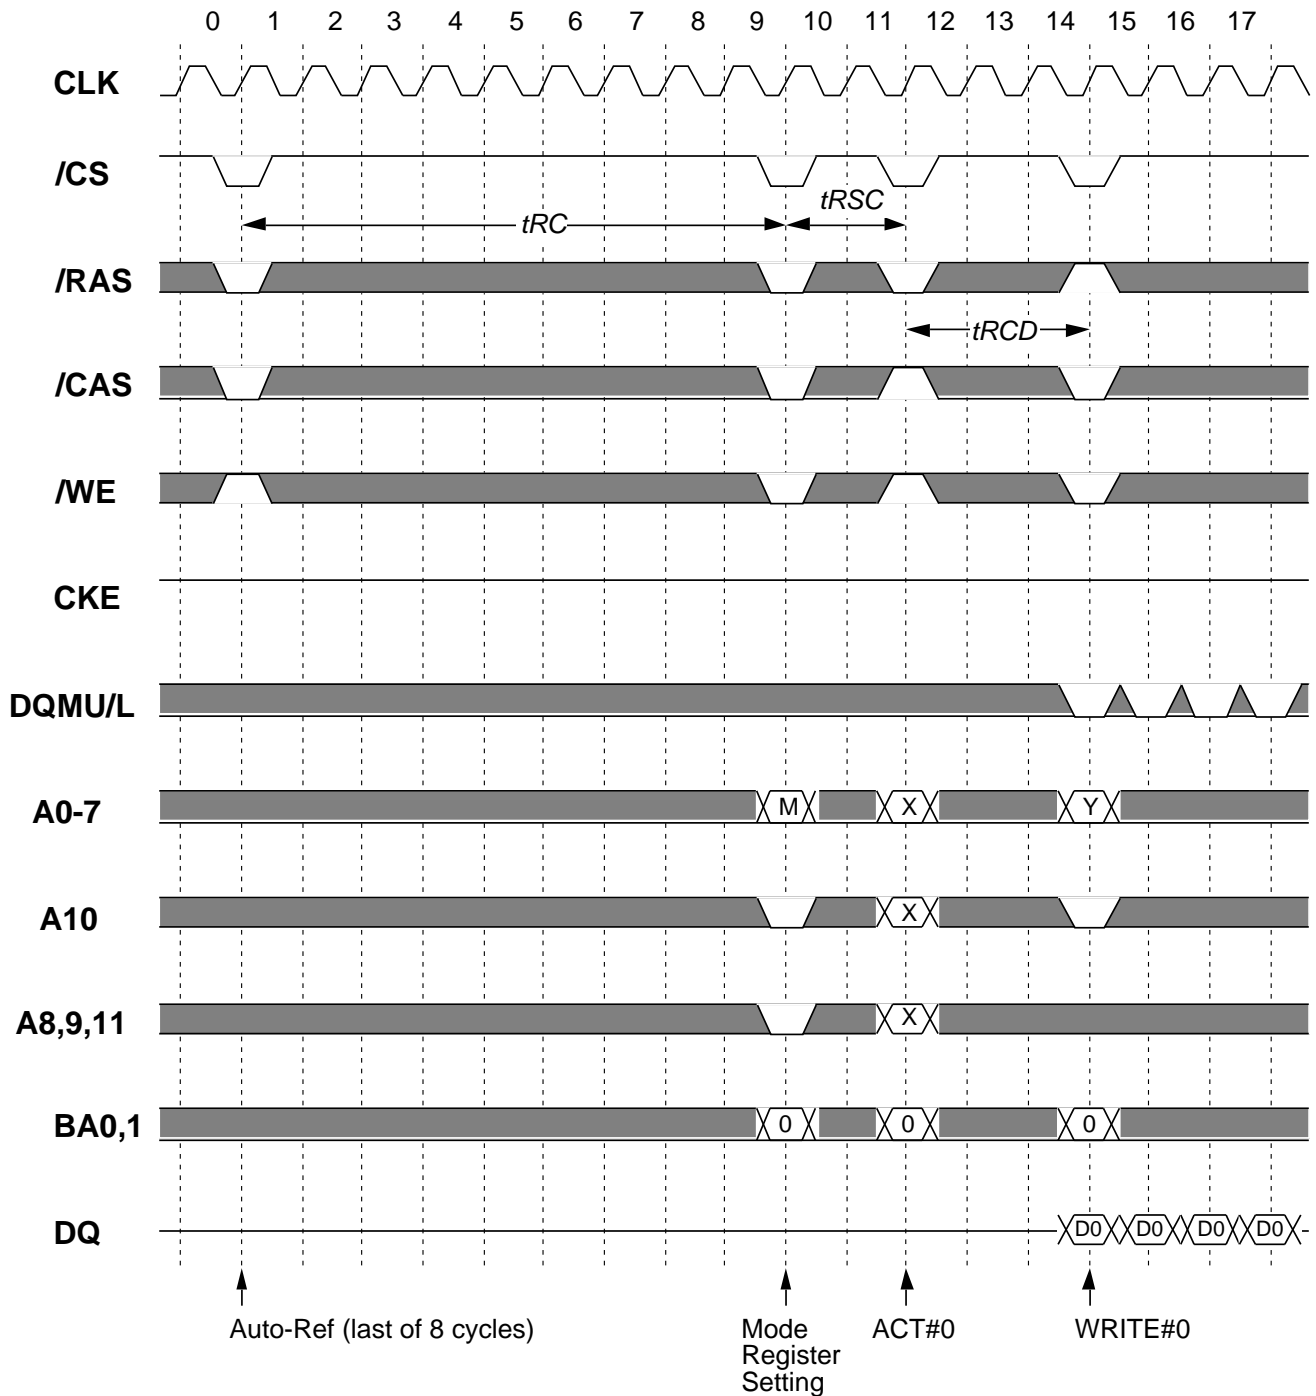 0 1 2 3 4 5 6 7 8 9 10 11 12 13 14 15 16 17
CLK
/CS
tRSC
tRC
/RAS
tRCD
/CAS
/WE
CKE
DQMU/L
A0-7 M X Y
A10 X
A8,9,11 X
BA0,1 0 0 0
DQ D0 D0 D0 D0
Auto-Ref (last of 8 cycles) Mode ACT#0 WRITE#0
Register
Setting